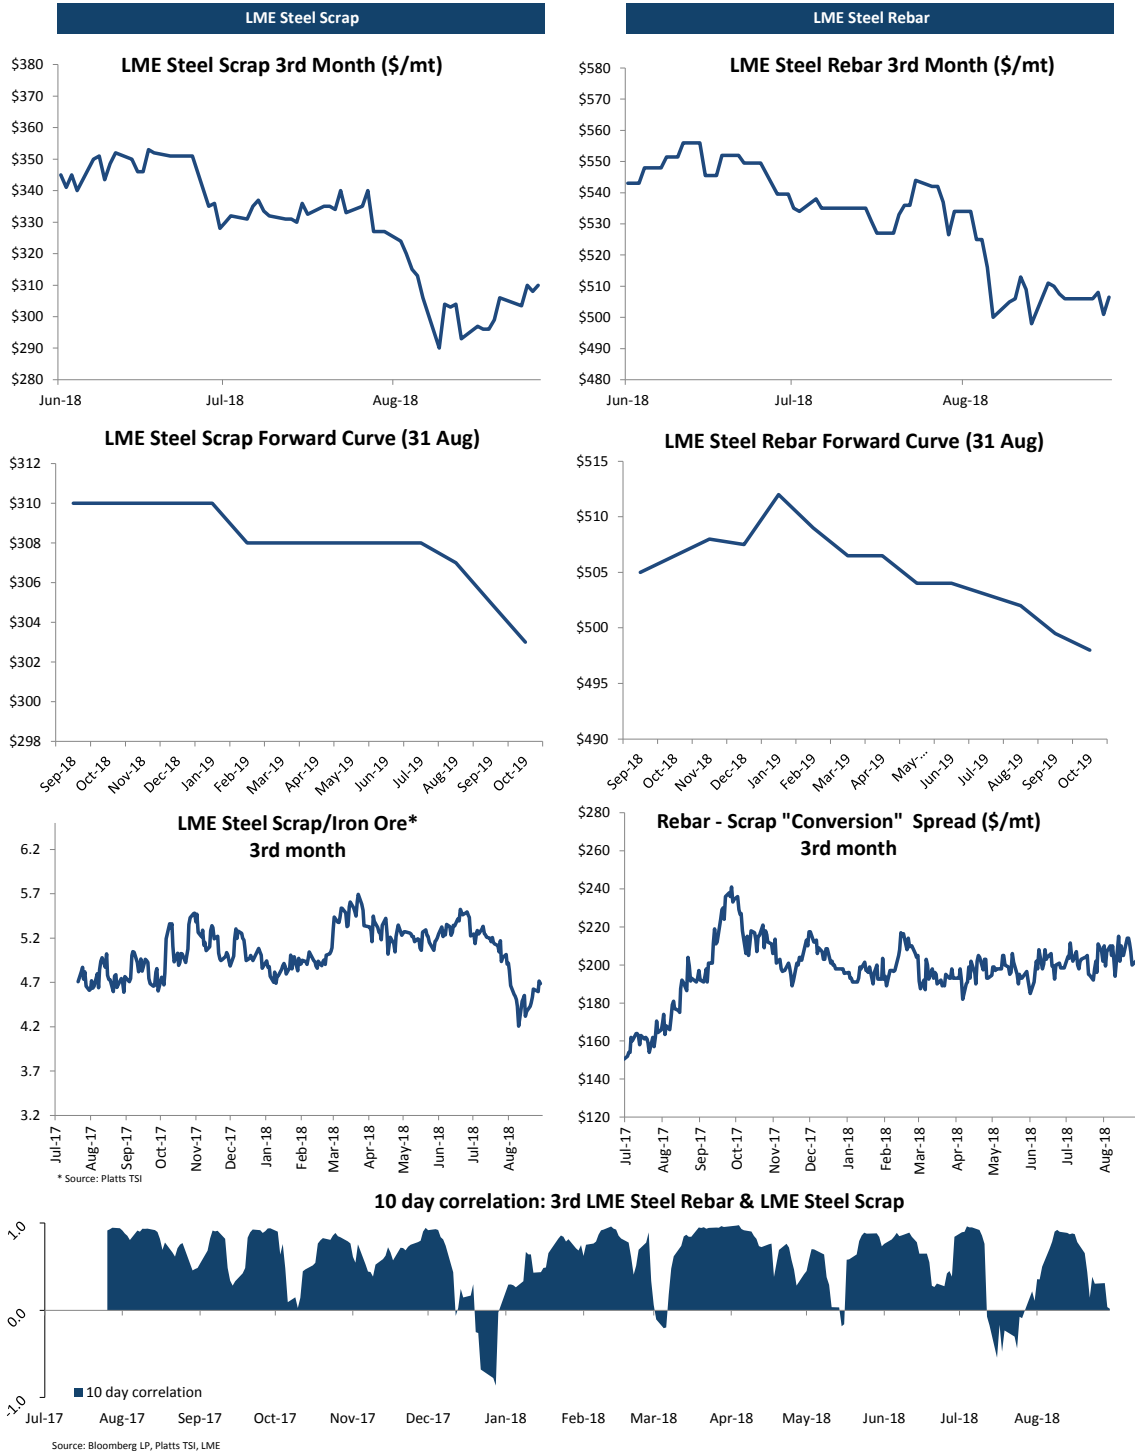 LME Steel Scrap
LME Steel Rebar
LME Steel Scrap 3rd Month ($/mt)
$380
$370
$360
$350
$340
$330
$320
$310
$300
$290
$280
Jun-18 Jul-18 Aug-18
LME Steel Rebar 3rd Month ($/mt)
$580
$570
$560
$550
$540
$530
$520
$510
$500
$490
$480
Jun-18 Jul-18 Aug-18
LME Steel Scrap Forward Curve (31 Aug)
$312
$310
$308
$306
$304
$302
$300
$298
Sep-18 Oct-18 Nov-18 Dec-18 Jan-19 Feb-19 Mar-19 Apr-19 May-19 Jun-19 Jul-19 Aug-19 Sep-19 Oct-19
LME Steel Rebar Forward Curve (31 Aug)
$515
$510
$505
$500
$495
$490
Sep-18 Oct-18 Nov-18 Dec-18 Jan-19 Feb-19 Mar-19 Apr-19 May-… Jun-19 Jul-19 Aug-19 Sep-19 Oct-19
LME Steel Scrap/Iron Ore*
3rd month
6.2
5.7
5.2
4.7
4.2
3.7
3.2
Jul-17 Aug-17 Sep-17 Oct-17 Nov-17 Dec-17 Jan-18 Feb-18 Mar-18 Apr-18 May-18 Jun-18 Jul-18 Aug-18
* Source: Platts TSI
Rebar - Scrap "Conversion" Spread ($/mt)
3rd month
$280
$260
$240
$220
$200
$180
$160
$140
$120
Jul-17 Aug-17 Sep-17 Oct-17 Nov-17 Dec-17 Jan-18 Feb-18 Mar-18 Apr-18 May-18 Jun-18 Jul-18 Aug-18
10 day correlation: 3rd LME Steel Rebar & LME Steel Scrap
1.0
0.0
-1.0
10 day correlation
Jul-17 Aug-17 Sep-17 Oct-17 Nov-17 Dec-17 Jan-18 Feb-18 Mar-18 Apr-18 May-18 Jun-18 Jul-18 Aug-18
Source: Bloomberg LP, Platts TSI, LME